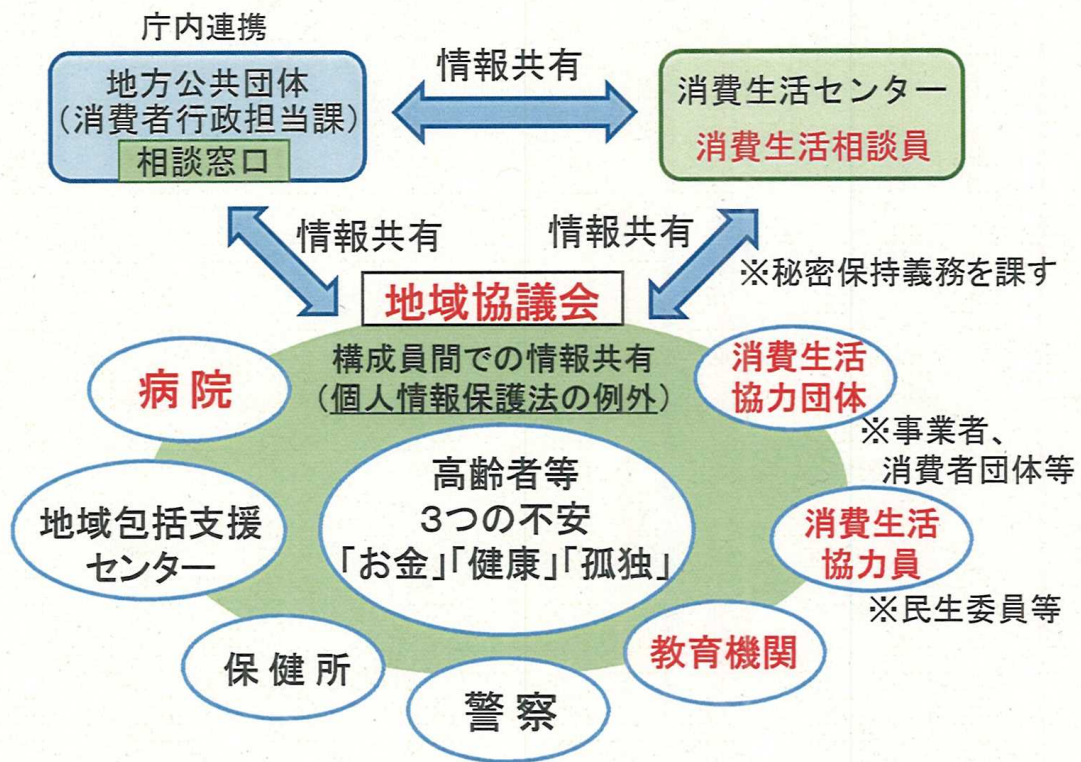 庁内連携
地方公共団体
(消費者行政担当課)
相談窓口
情報共有
消費生活センター
消費生活相談員
情報共有
情報共有
※秘密保持義務を課す
地域協議会
構成員間での情報共有
(個人情報保護法の例外)
病院
消費生活
協力団体
※事業者、
消費者団体等
高齢者等
3つの不安
「お金」「健康」「孤独」
地域包括支援
センター
消費生活
協力員
※民生委員等
保健所
教育機関
警察